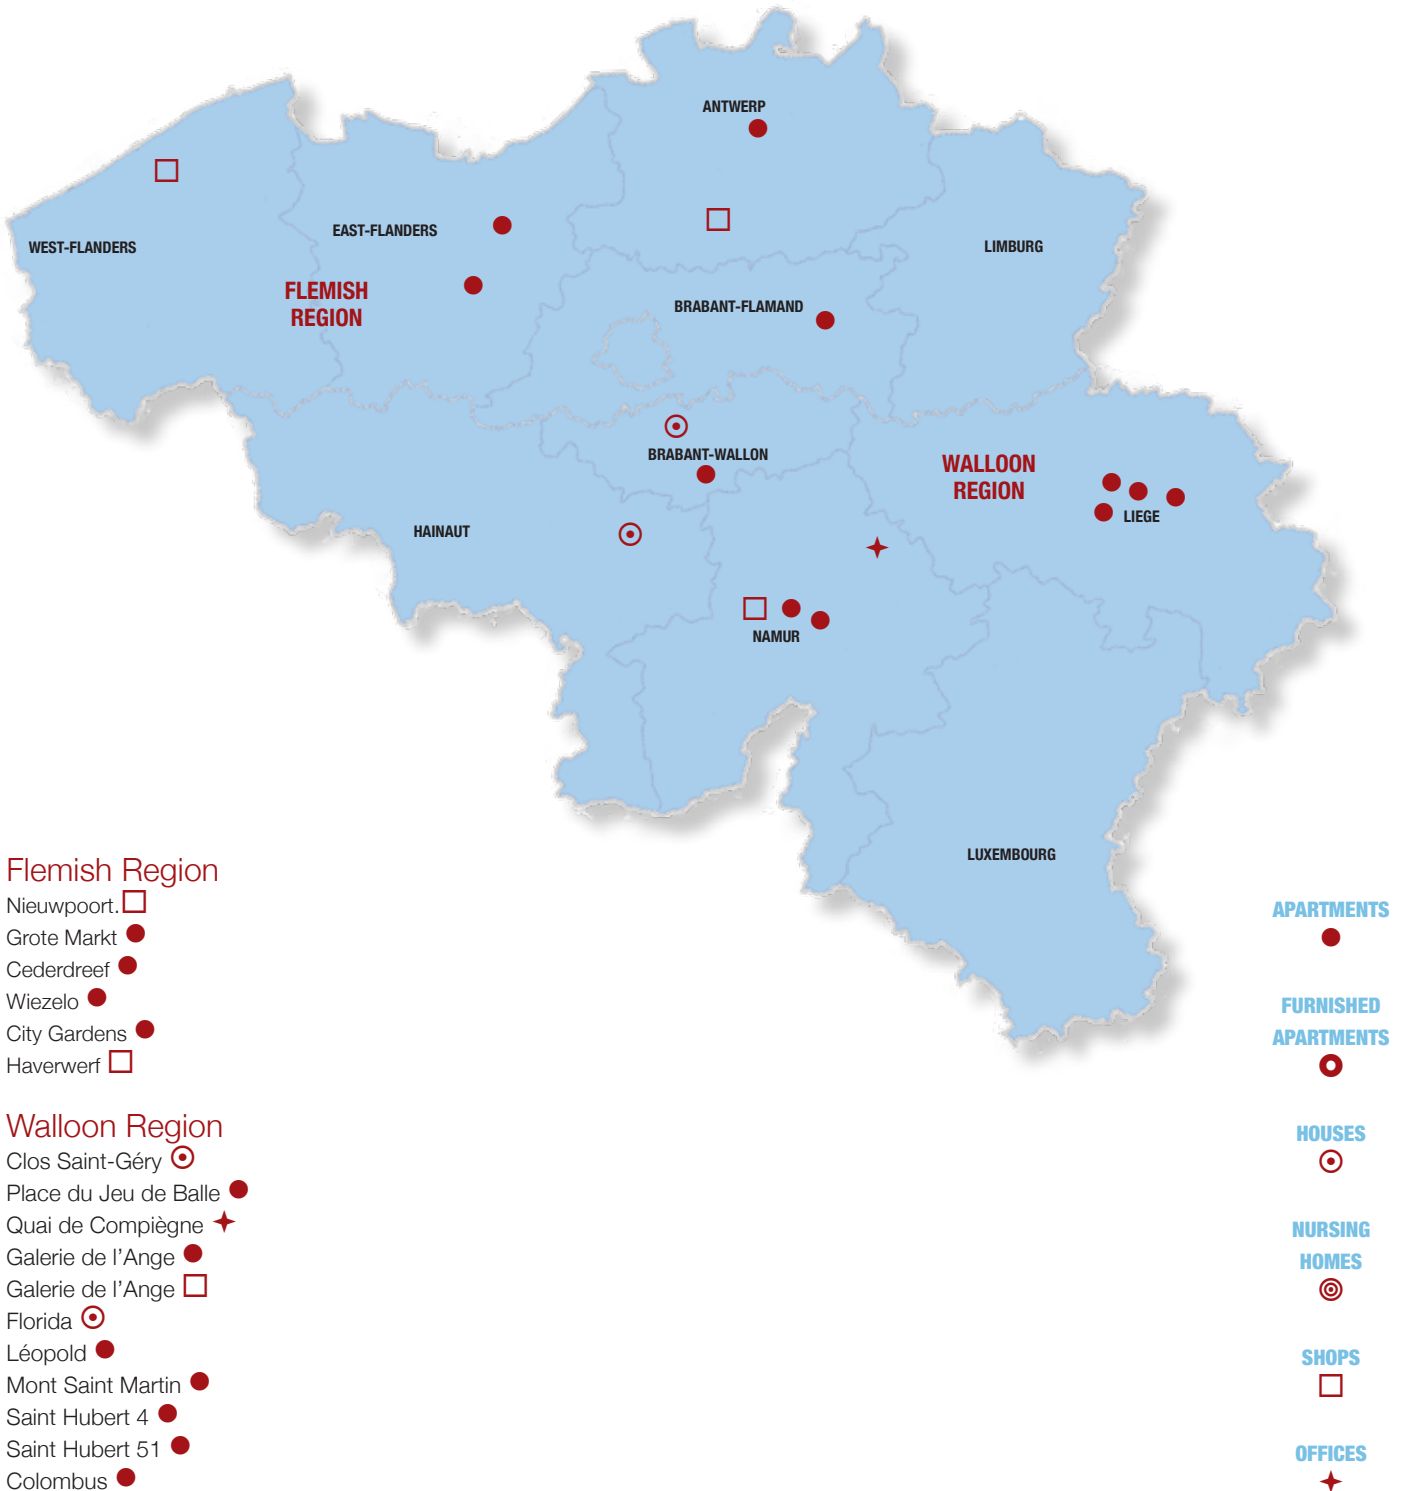 ANTWERP
EAST-FLANDERS
WEST-FLANDERS
LIMBURG
FLEMISH
REGION
BRABANT-FLAMAND
BRABANT-WALLON
WALLOON
REGION
LIEGE
HAINAUT
NAMUR
LUXEMBOURG
Flemish Region
Nieuwpoort.
Grote Markt
Cederdreef
Wiezelo
City Gardens
Haverwerf
Walloon Region
Clos Saint-Géry
Place du Jeu de Balle
Quai de Compiègne
Galerie de l'Ange
Galerie de l'Ange
Florida
Léopold
Mont Saint Martin
Saint Hubert 4
Saint Hubert 51
Colombus
APARTMENTS
FURNISHED
APARTMENTS
HOUSES
NURSING
HOMES
SHOPS
OFFICES